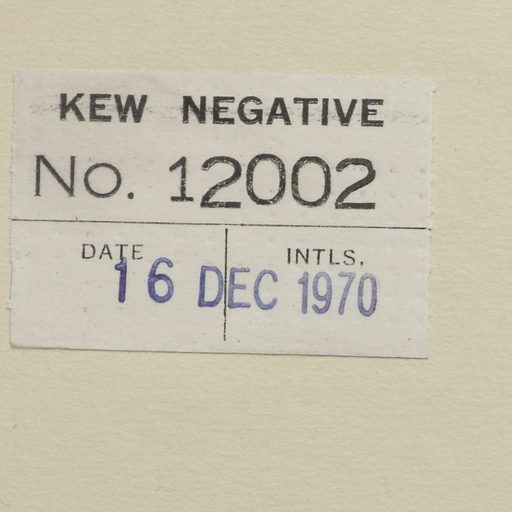 KEW NEGATIVE
No. 12002
DATE INTLS.
16 DEC 1970